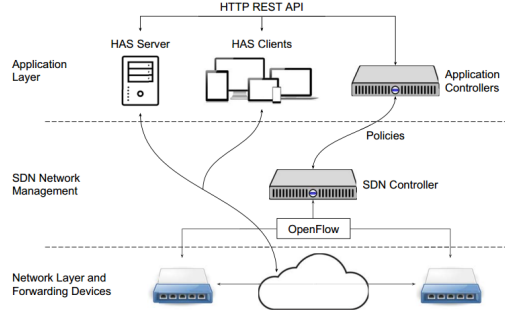 HTTP REST API
HAS Server
HAS Clients
Application
Layer
Application
Controllers
Policies
SDN Network
Management
SDN Controller
OpenFlow
Network Layer and
Forwarding Devices